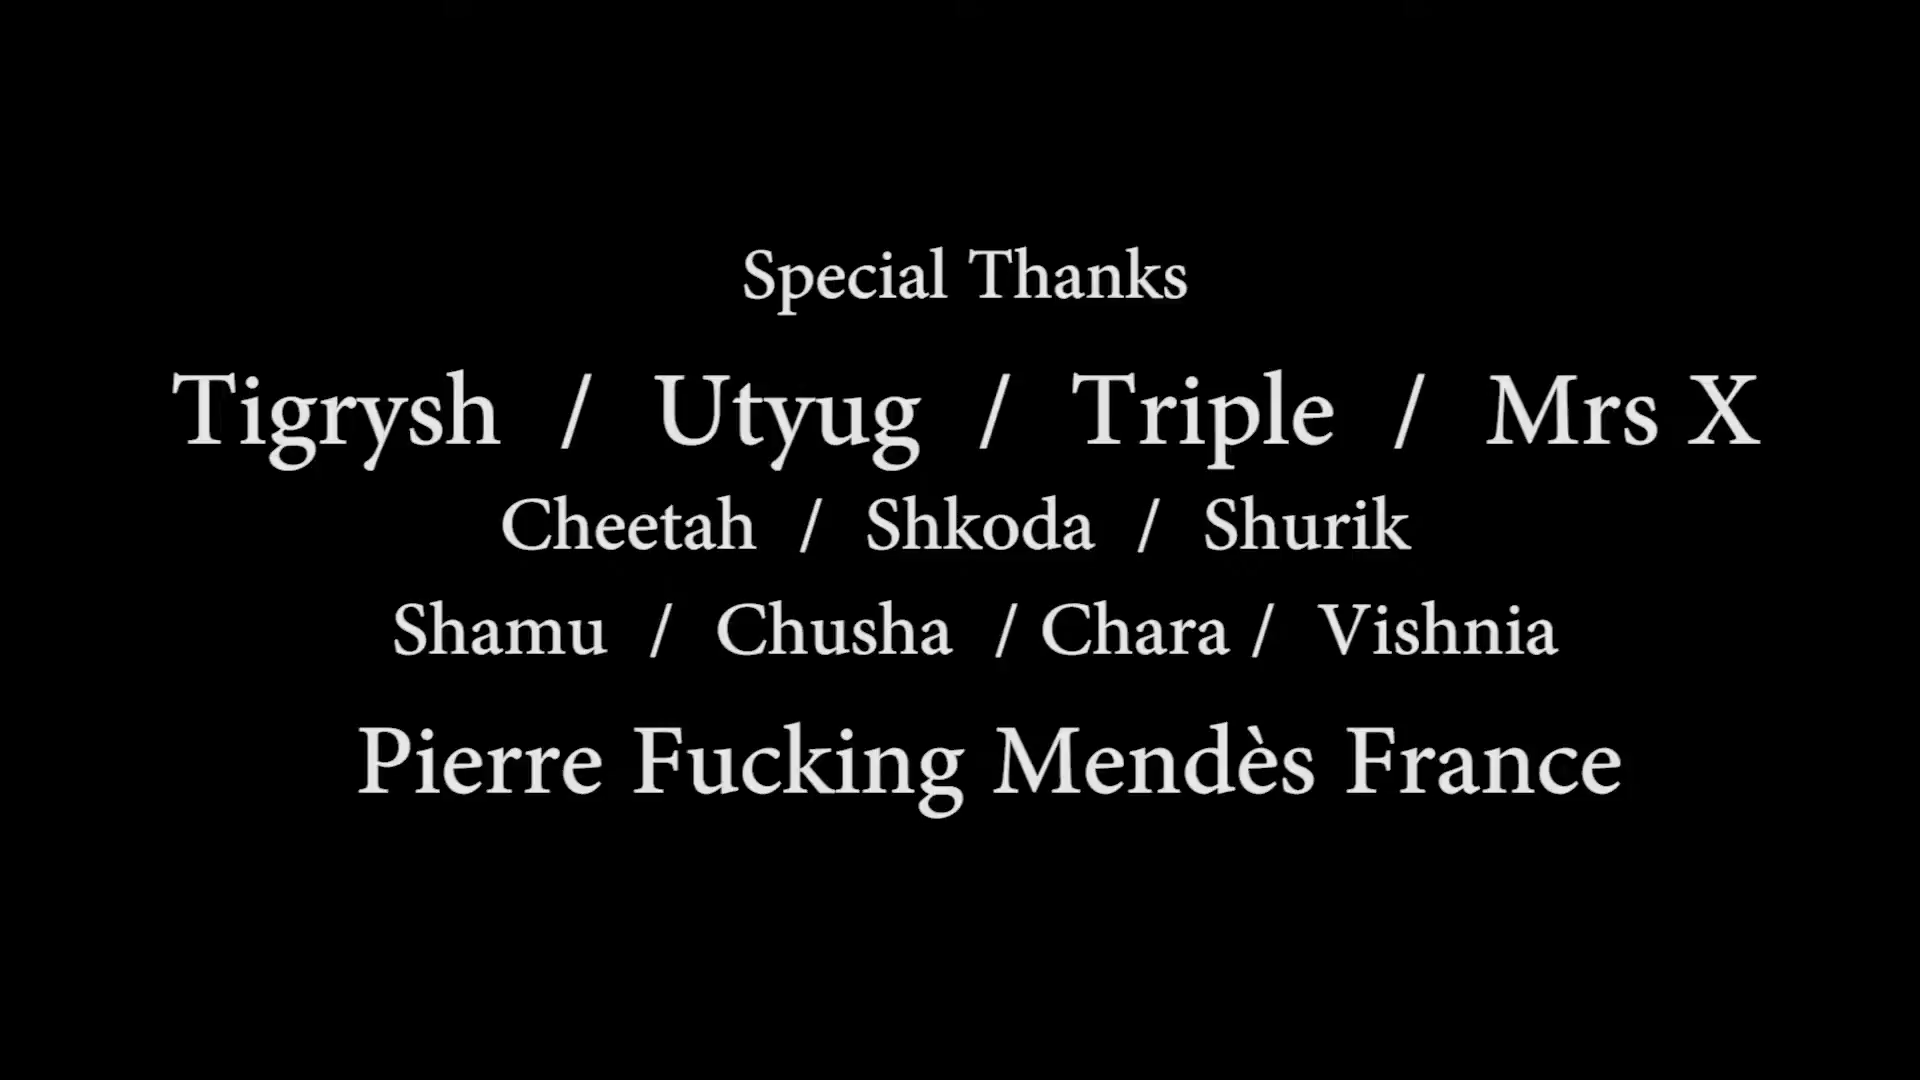 Special Thanks
Tigrysh / Utyug / Triple / Mrs X
Cheetah / Shkoda / Shurik
Shamu / Chusha / Chara / Vishnia
Pierre Fucking Mendès France